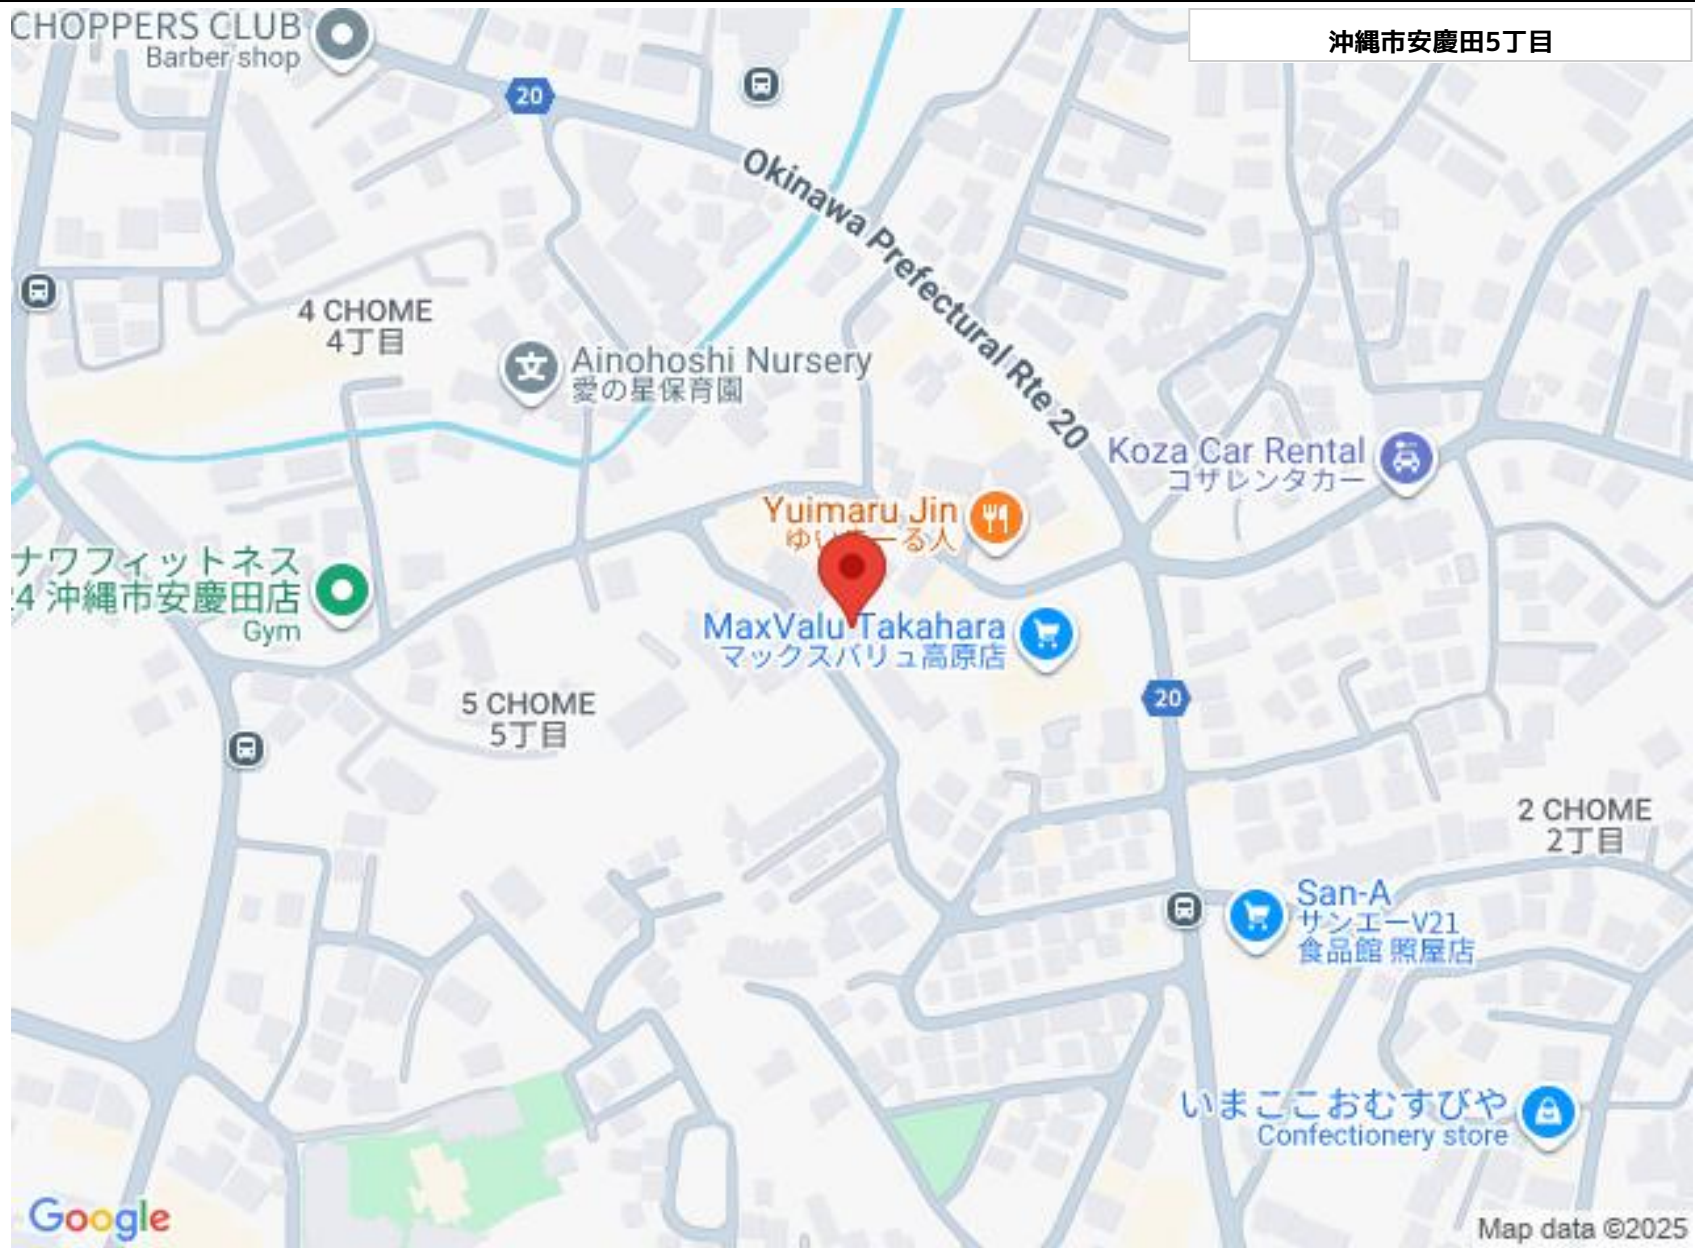 CHOPPERS CLUB
Barber shop
沖縄市安慶田5丁目
20
Okinawa Prefectural Rte 20
4 CHOME
4丁目
Ainohoshi Nursery
愛の星保育園
Koza Car Rental
コザレンタカー
Yuimaru Jin
ナワフィットネス
24 沖縄市安慶田店
Gym
MaxValu Takahara
マックスバリュ高原店
5 CHOME
5丁目
20
2 CHOME
2丁目
San-A
サンエーV21
食品館 照屋店
いまここおむすびや
Confectionery store
Google
Map data ©2025